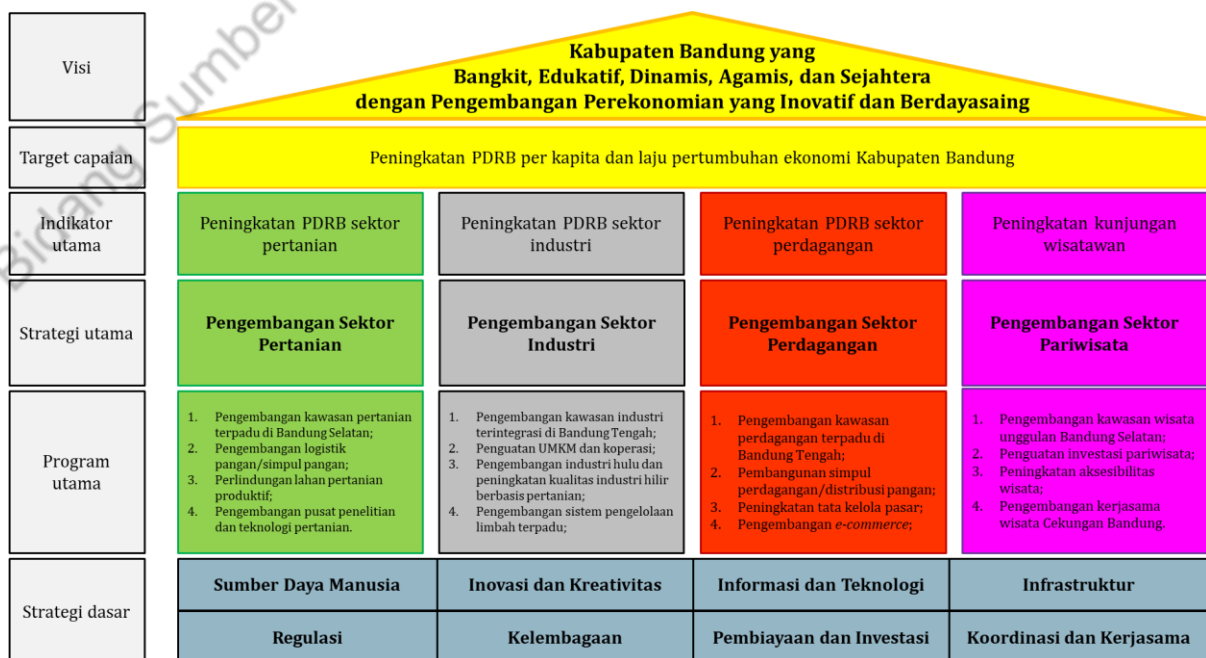 Bidang Sumber
Visi
Kabupaten Bandung yang
Bangkit, Edukatif, Dinamis, Agamis, dan Sejahtera
dengan Pengembangan Perekonomian yang Inovatif dan Berdayasaing
Target capaian
Peningkatan PDRB per kapita dan laju pertumbuhan ekonomi Kabupaten Bandung
Indikator
utama
Peningkatan PDRB sektor
pertanian
Peningkatan PDRB sektor
industri
Peningkatan PDRB sektor
perdagangan
Peningkatan kunjungan
wisatawan
Strategi utama
Pengembangan Sektor
Pertanian
Pengembangan Sektor
Industri
Pengembangan Sektor
Perdagangan
Pengembangan Sektor
Pariwisata
Program
utama
1. Pengembangan kawasan pertanian
terpadu di Bandung Selatan;
2. Pengembangan logistik
pangan/simpul pangan;
3. Perlindungan lahan pertanian
produktif;
4. Pengembangan pusat penelitian
dan teknologi pertanian.
1. Pengembangan kawasan industri
terintegrasi di Bandung Tengah;
2. Penguatan UMKM dan koperasi;
3. Pengembangan industri hulu dan
peningkatan kualitas industri hilir
berbasis pertanian;
4. Pengembangan sistem pengelolaan
limbah terpadu;
1. Pengembangan kawasan
perdagangan terpadu di
Bandung Tengah;
2. Pembangunan simpul
perdagangan/distribusi pangan;
3. Peningkatan tata kelola pasar;
4. Pengembangan e-commerce;
1. Pengembangan kawasan wisata
unggulan Bandung Selatan;
2. Penguatan investasi pariwisata;
3. Peningkatan aksesibilitas
wisata;
4. Pengembangan kerjasama
wisata Cekungan Bandung.
Strategi dasar
Sumber Daya Manusia
Inovasi dan Kreativitas
Informasi dan Teknologi
Infrastruktur
Regulasi
Kelembagaan
Pembiayaan dan Investasi
Koordinasi dan Kerjasama